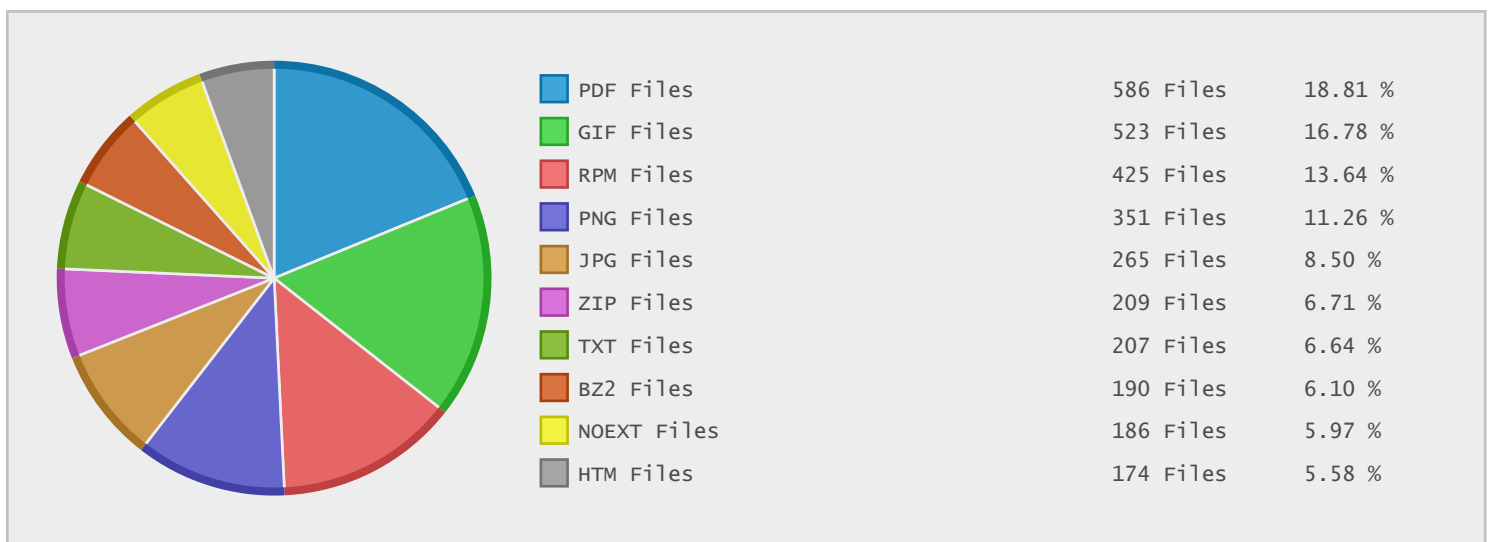 PDF Files 586 Files 18.81 %
GIF Files 523 Files 16.78 %
RPM Files 425 Files 13.64 %
PNG Files 351 Files 11.26 %
JPG Files 265 Files 8.50 %
ZIP Files 209 Files 6.71 %
TXT Files 207 Files 6.64 %
BZ2 Files 190 Files 6.10 %
NOEXT Files 186 Files 5.97 %
HTM Files 174 Files 5.58 %